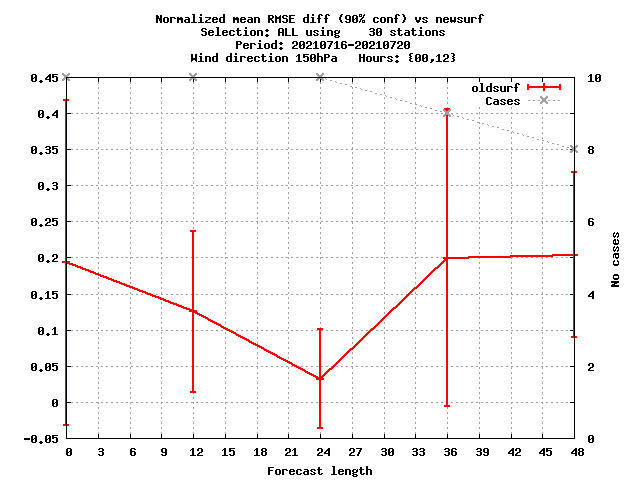 Normalized mean RMSE diff (90% conf) vs newsurf
Selection: ALL using    30 stations
Period: 20210716-20210720
Wind direction 150hPa   Hours: {00,12}
oldsurf
Cases
0.45
0.4
0.35
0.3
0.25
0.2
0.15
0.1
0.05
0
-0.05
10
8
6
4
2
0
No cases
0 3 6 9 12 15 18 21 24 27 30 33 36 39 42 45 48
Forecast length